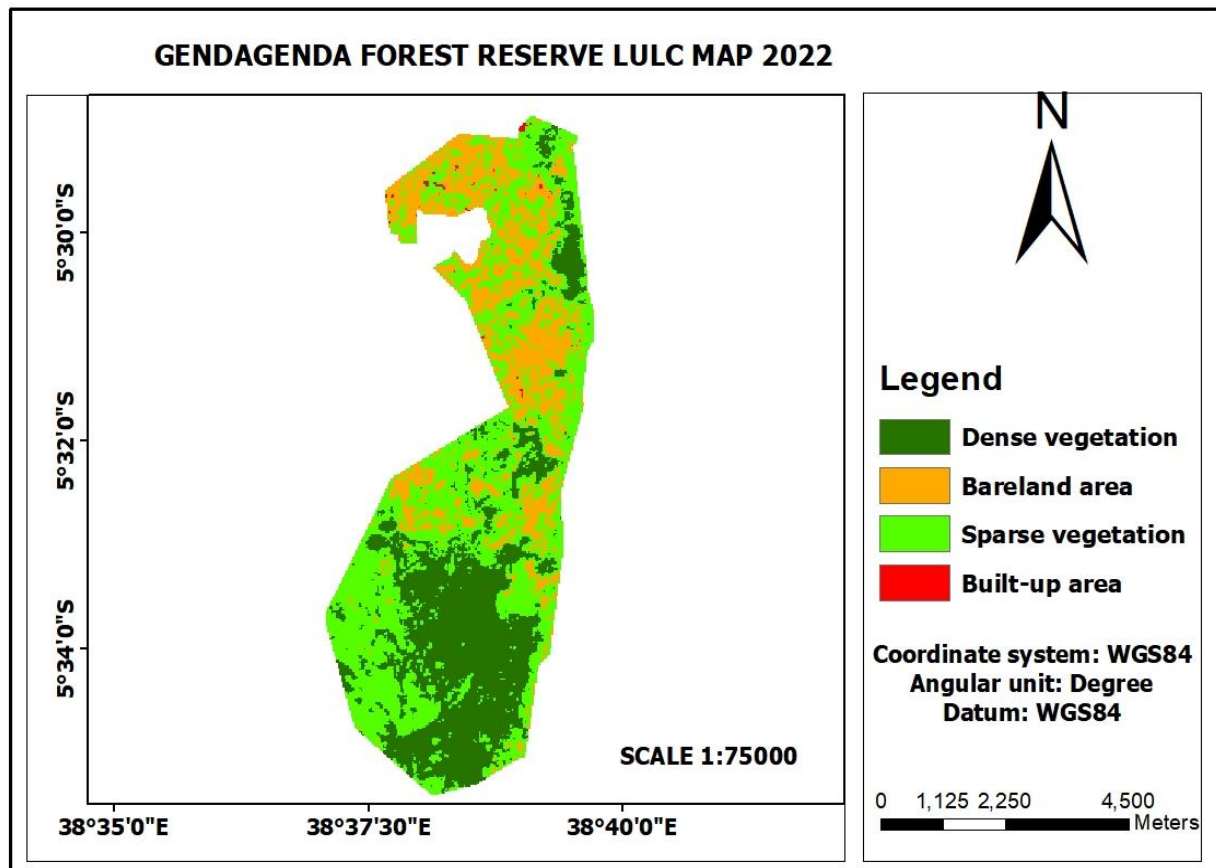 GENDAGENDA FOREST RESERVE LULC MAP 2022
N
5°30'0"S
5°32'0"S
5°34'0"S
38°35'0"E
38°37'30"E
38°40'0"E
SCALE 1:75000
Legend
Dense vegetation
Bareland area
Sparse vegetation
Built-up area
Coordinate system: WGS84
Angular unit: Degree
Datum: WGS84
0 1,125 2,250 4,500
Meters